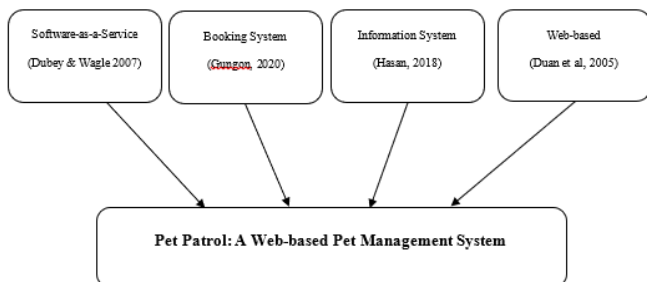 Software-as-a-Service
(Dubey & Wagle 2007)
Booking System
(Gungon, 2020)
Information System
(Hasan, 2018)
Web-based
(Duan et al, 2005)
Pet Patrol: A Web-based Pet Management System